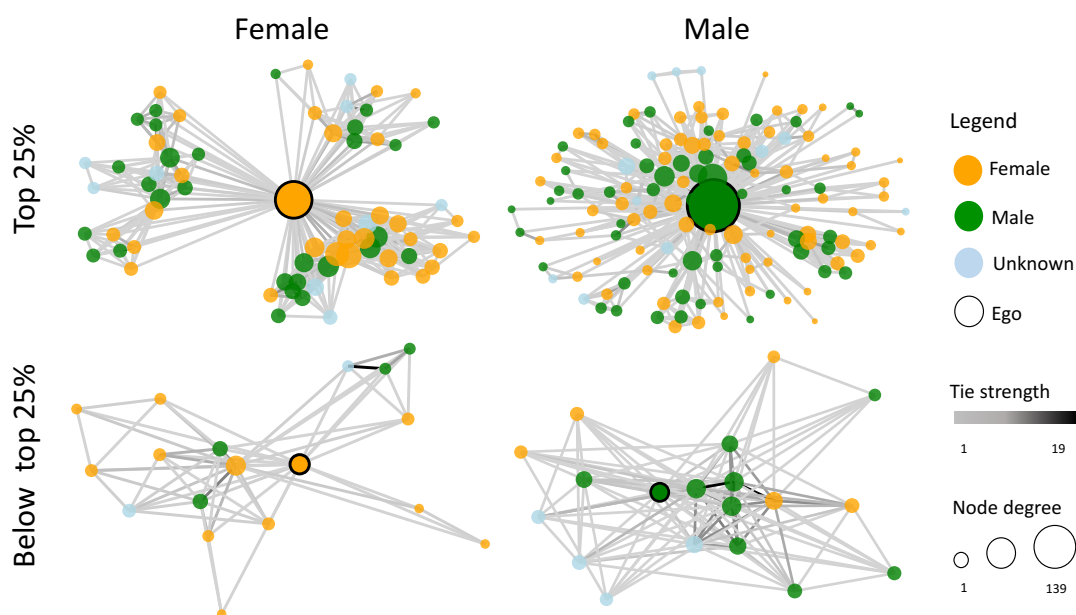 Female
Male
Top 25%
Below top 25%
Legend
Female
Male
Unknown
Ego
Tie strength
1 19
Node degree
1 139